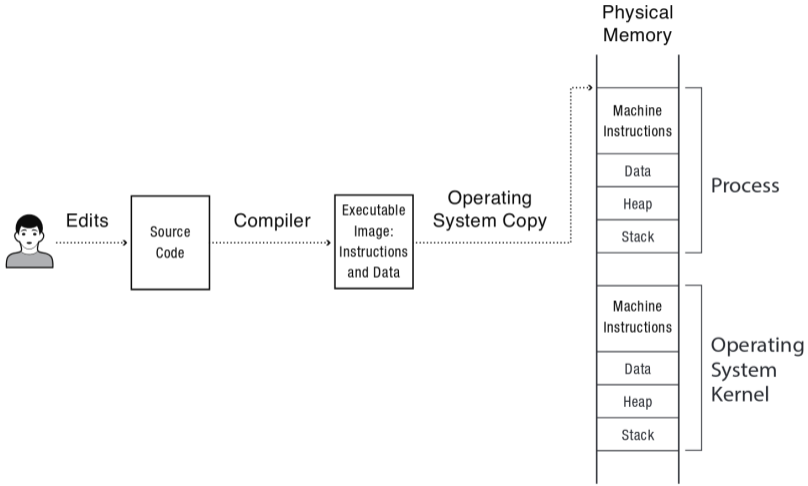 Physical
Memory
Edits
Source
Code
Compiler
Executable
Image:
Instructions
and Data
Operating
System Copy
Machine
Instructions
Data
Heap
Stack
Process
Machine
Instructions
Data
Heap
Stack
Operating
System
Kernel